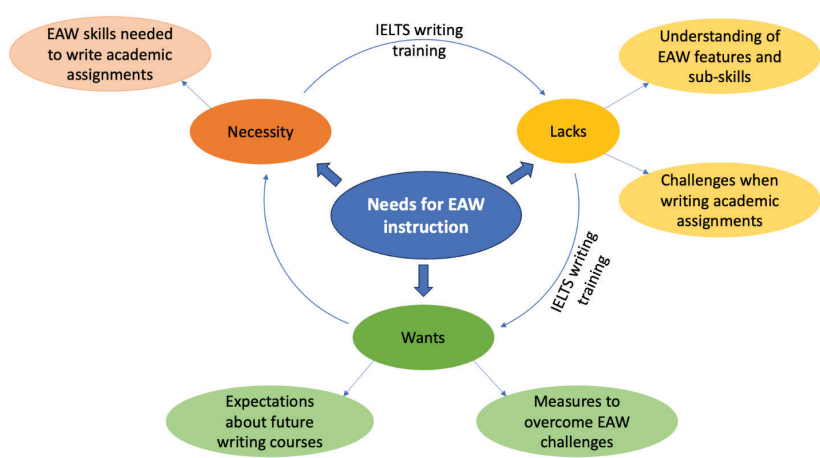 EAW skills needed
to write academic
assignments
IELTS writing
training
Understanding of
EAW features and
sub-skills
Necessity
Lacks
Needs for EAW
instruction
Challenges when
writing academic
assignments
IELTS writing
training
Wants
Expectations
about future
writing courses
Measures to
overcome EAW
challenges